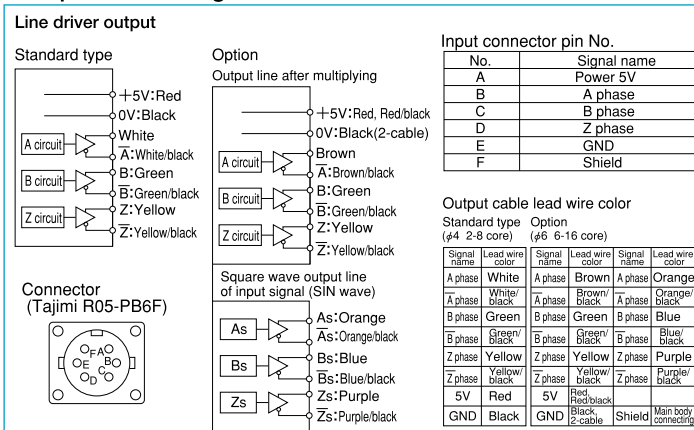 Line driver output
Standard type
+5V:Red
0V:Black
White
A circuit
A̅:White/black
B:Green
B circuit
B̅:Green/black
Z:Yellow
Z circuit
Z̅:Yellow/black
Connector
(Tajimi R05-PB6F)
F A
E B
D C
Option
Output line after multiplying
+5V:Red, Red/black
0V:Black(2-cable)
Brown
A circuit
A̅:Brown/black
B:Green
B circuit
B̅:Green/black
Z:Yellow
Z circuit
Z̅:Yellow/black
Square wave output line
of input signal (SIN wave)
As:Orange
As
A̅s:Orange/black
Bs:Blue
Bs
B̅s:Blue/black
Zs:Purple
Zs
Z̅s:Purple/black
Input connector pin No.
No. Signal name
A Power 5V
B A phase
C B phase
D Z phase
E GND
F Shield
Output cable lead wire color
Standard type
(ϕ4 2-8 core)
Signal name Lead wire color
A phase White
A̅ phase White/black
B phase Green
B̅ phase Green/black
Z phase Yellow
Z̅ phase Yellow/black
5V Red
GND Black
Option
(ϕ6 6-16 core)
Signal name Lead wire color Signal name Lead wire color
A phase Brown A phase Orange
A̅ phase Brown/black A̅ phase Orange/black
B phase Green B phase Blue
B̅ phase Green/black B̅ phase Blue/black
Z phase Yellow Z phase Purple
Z̅ phase Yellow/black Z̅ phase Purple/black
5V Red, Red/black
GND Black, 2-cable Shield Main body connecting